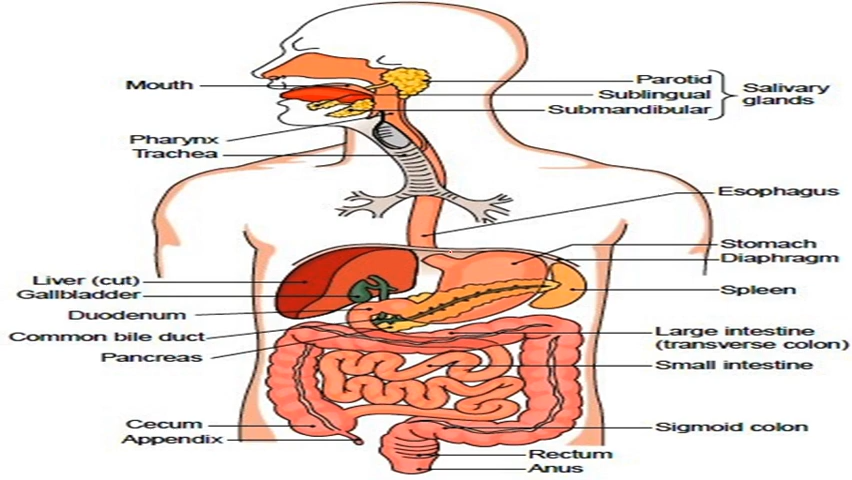 Mouth
Pharynx
Trachea
Liver (cut)
Gallbladder
Duodenum
Common bile duct
Pancreas
Cecum
Appendix
Parotid
Sublingual
Submandibular
Salivary
glands
Esophagus
Stomach
Diaphragm
Spleen
Large intestine
(transverse colon)
Small intestine
Sigmoid colon
Rectum
Anus